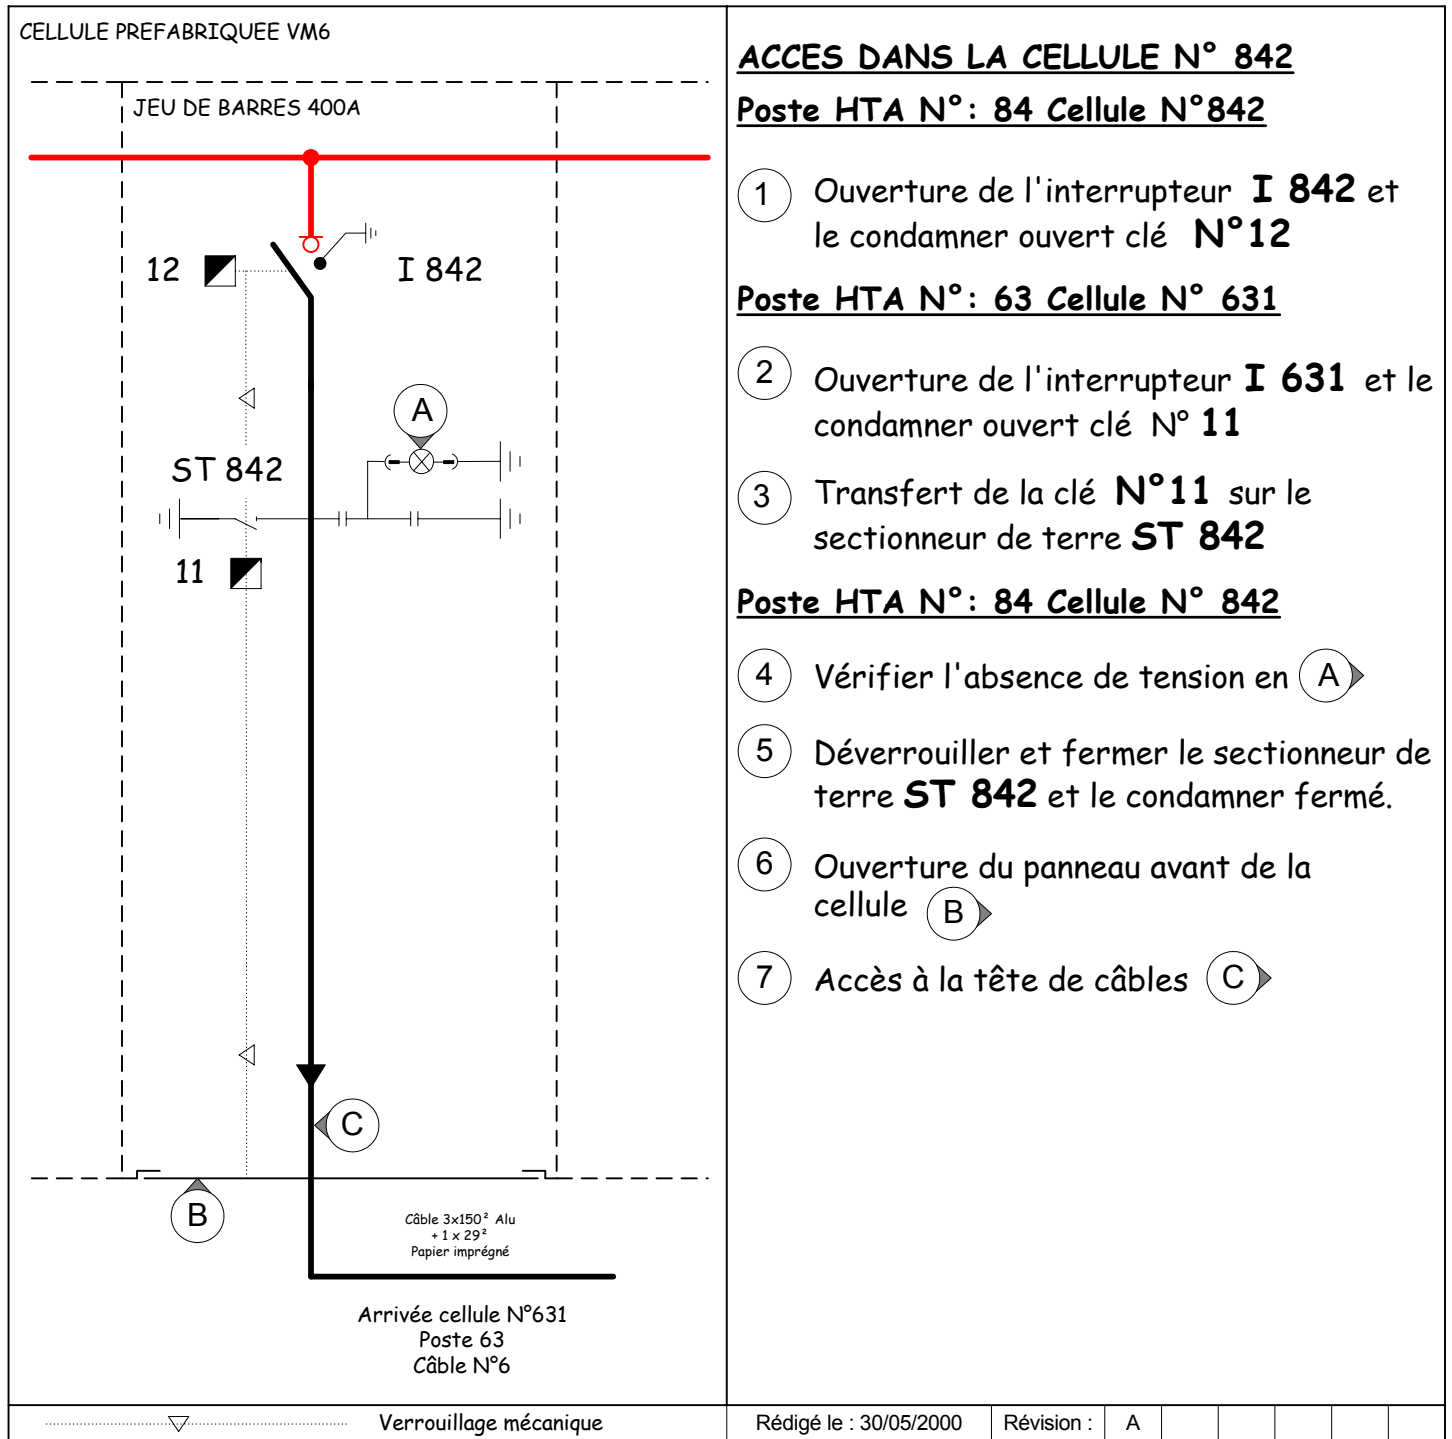 CELLULE PREFABRIQUEE VM6
JEU DE BARRES 400A
12
I 842
A
ST 842
11
C
B
Câble 3x150² Alu
+ 1 x 29²
Papier imprégné
Arrivée cellule N°631
Poste 63
Câble N°6
Verrouillage mécanique
ACCES DANS LA CELLULE N° 842
Poste HTA N°: 84 Cellule N°842
1 Ouverture de l'interrupteur I 842 et
le condamner ouvert clé N°12
Poste HTA N°: 63 Cellule N° 631
2 Ouverture de l'interrupteur I 631 et le
condamner ouvert clé N° 11
3 Transfert de la clé N°11 sur le
sectionneur de terre ST 842
Poste HTA N°: 84 Cellule N° 842
4 Vérifier l'absence de tension en A
5 Déverrouiller et fermer le sectionneur de
terre ST 842 et le condamner fermé.
6 Ouverture du panneau avant de la
cellule B
7 Accès à la tête de câbles C
Rédigé le : 30/05/2000 Révision : A